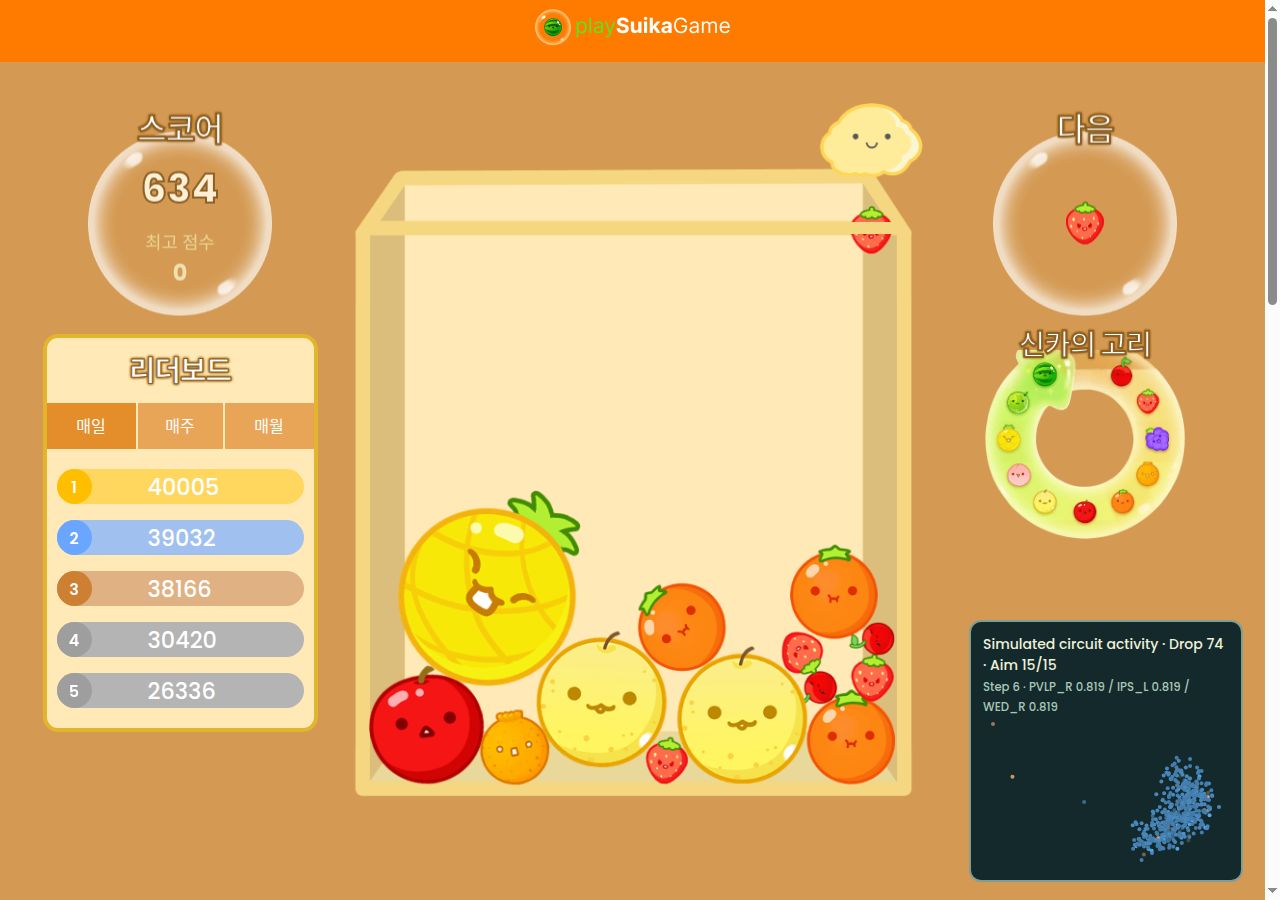 playSuikaGame
스코어
634
최고 점수
0
리더보드
매일 매주 매월
1 40005
2 39032
3 38166
4 30420
5 26336
다음
신카의 고리
Simulated circuit activity · Drop 74
· Aim 15/15
Step 6 · PVLP_R 0.819 / IPS_L 0.819 /
WED_R 0.819